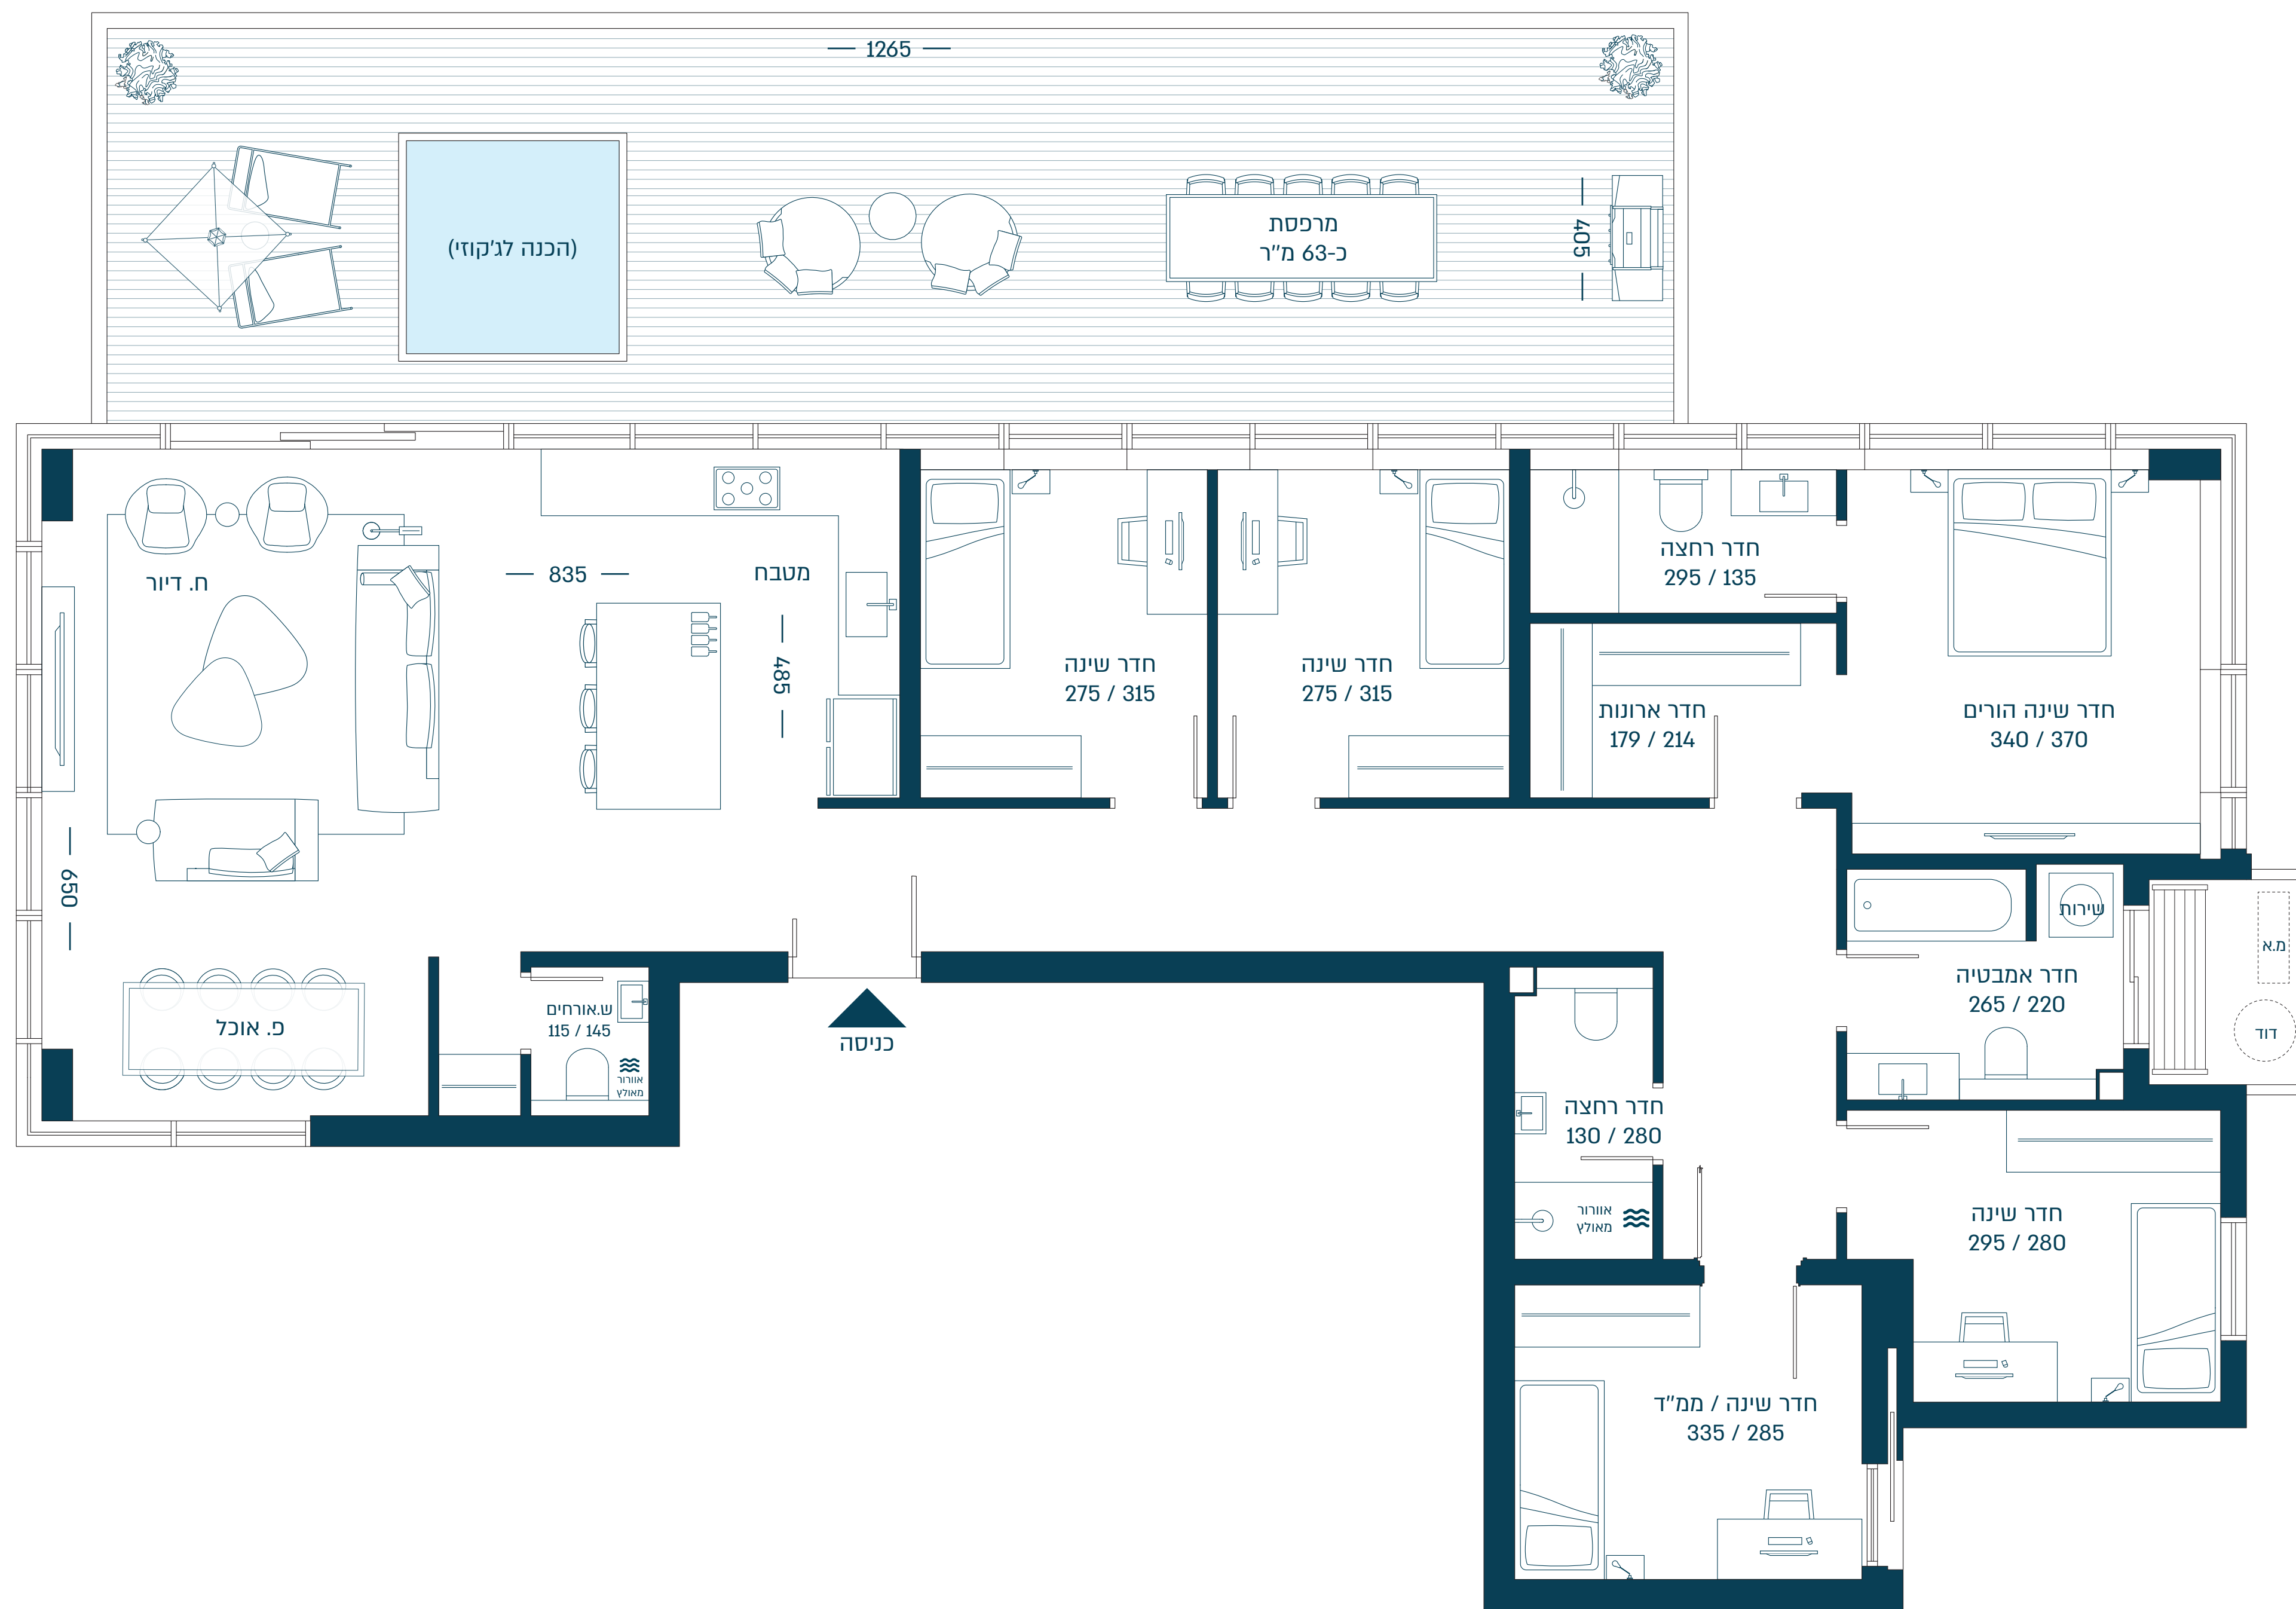 1265
(הכנה לג'קוזי)
מרפסת
כ-63 מ"ר
405
ח. דיור
835
מטבח
485
650
פ. אוכל
ש.אורחים
115 / 145
אוורור
מאולץ
כניסה
חדר שינה
275 / 315
חדר שינה
275 / 315
חדר רחצה
295 / 135
חדר ארונות
179 / 214
חדר שינה הורים
340 / 370
שירות
מ.א
דוד
חדר אמבטיה
265 / 220
חדר רחצה
130 / 280
אוורור
מאולץ
חדר שינה
295 / 280
חדר שינה / ממ"ד
335 / 285